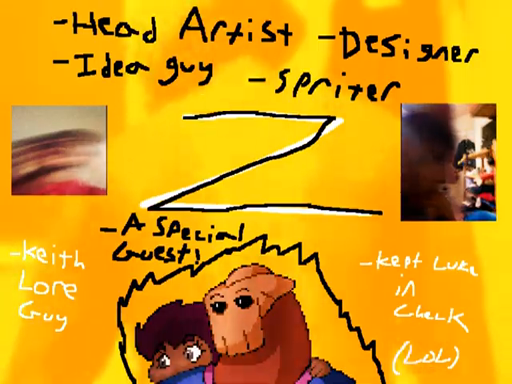 -Head Artist -Designer
-Idea guy -Spriter
Z
-A Special
Guest!
-Keith
Lore
Guy
-Kept Luke
in
Check
(LOL)